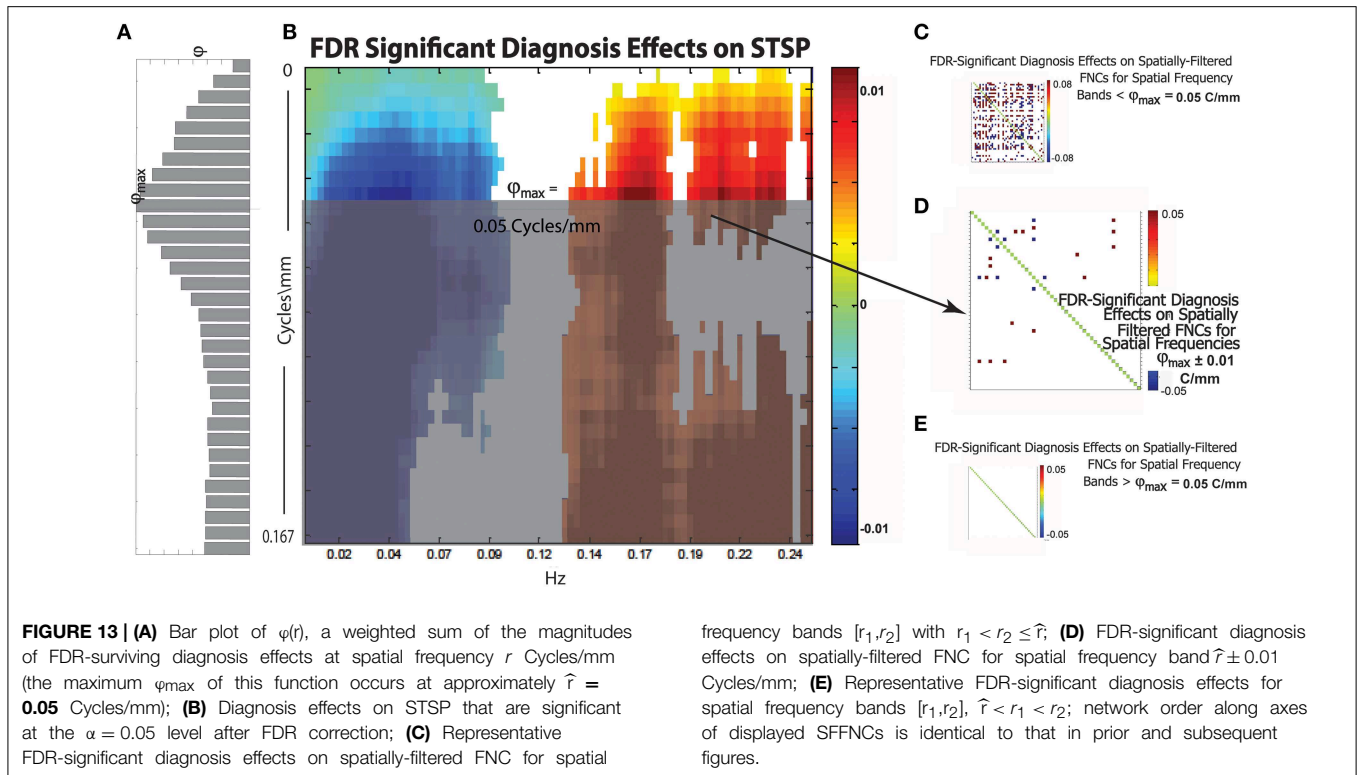 A
φ
φmax
B
FDR Significant Diagnosis Effects on STSP
0
Cycles\mm
0.167
φmax =
0.05 Cycles/mm
0.02 0.04 0.07 0.09 0.12 0.14 0.17 0.19 0.22 0.24
Hz
0.01
0
-0.01
C
FDR-Significant Diagnosis Effects on Spatially-Filtered
FNCs for Spatial Frequency
Bands < φmax = 0.05 C/mm
0.08
-0.08
D
0.05
FDR-Significant Diagnosis
Effects on Spatially
Filtered FNCs for
Spatial Frequencies
φmax ± 0.01
C/mm
-0.05
E
FDR-Significant Diagnosis Effects on Spatially-Filtered
FNCs for Spatial Frequency
Bands > φmax = 0.05 C/mm
0.05
-0.05
FIGURE 13 | (A) Bar plot of φ(r), a weighted sum of the magnitudes
of FDR-surviving diagnosis effects at spatial frequency r Cycles/mm
(the maximum φmax of this function occurs at approximately r̂ =
0.05 Cycles/mm); (B) Diagnosis effects on STSP that are significant
at the α = 0.05 level after FDR correction; (C) Representative
FDR-significant diagnosis effects on spatially-filtered FNC for spatial
frequency bands [r1,r2] with r1 < r2 ≤ r̂; (D) FDR-significant diagnosis
effects on spatially-filtered FNC for spatial frequency band r̂ ± 0.01
Cycles/mm; (E) Representative FDR-significant diagnosis effects for
spatial frequency bands [r1,r2], r̂ < r1 < r2; network order along axes
of displayed SFFNCs is identical to that in prior and subsequent
figures.